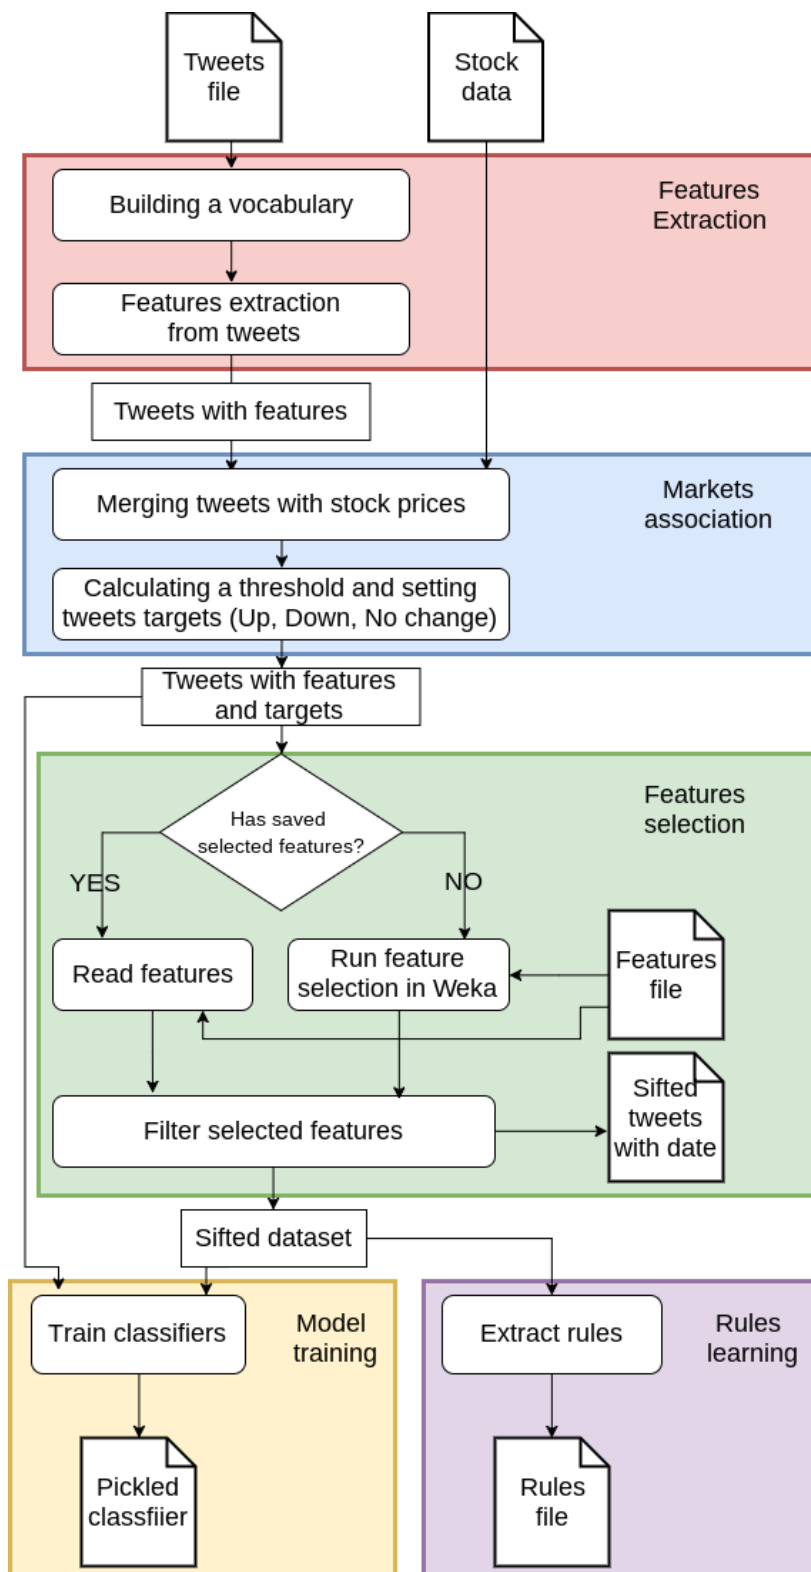 Tweets
file
Stock
data
Features
Extraction
Building a vocabulary
Features extraction
from tweets
Tweets with features
Markets
association
Merging tweets with stock prices
Calculating a threshold and setting
tweets targets (Up, Down, No change)
Tweets with features
and targets
Features
selection
Has saved
selected features?
YES
NO
Read features
Run feature
selection in Weka
Features
file
Filter selected features
Sifted
tweets
with date
Sifted dataset
Train classifiers
Model
training
Extract rules
Rules
learning
Pickled
classfiier
Rules
file